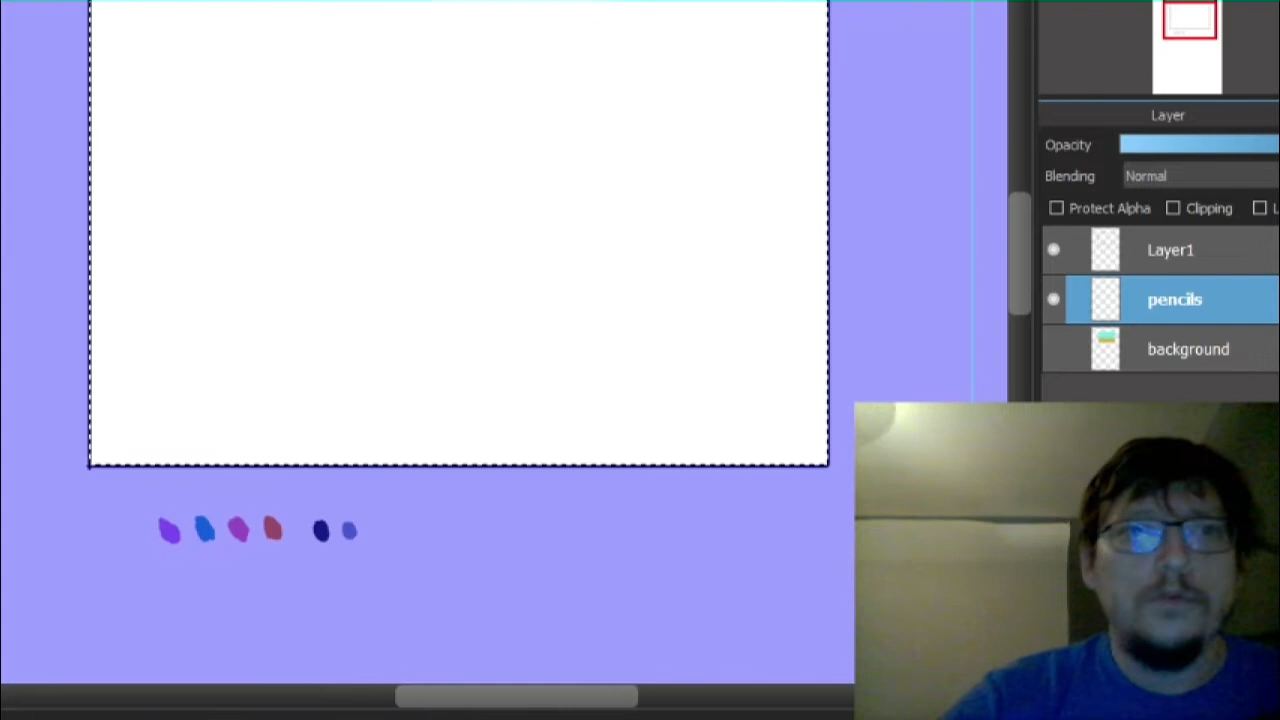 Layer
Opacity
Blending Normal
Protect Alpha Clipping L
Layer1
pencils
background